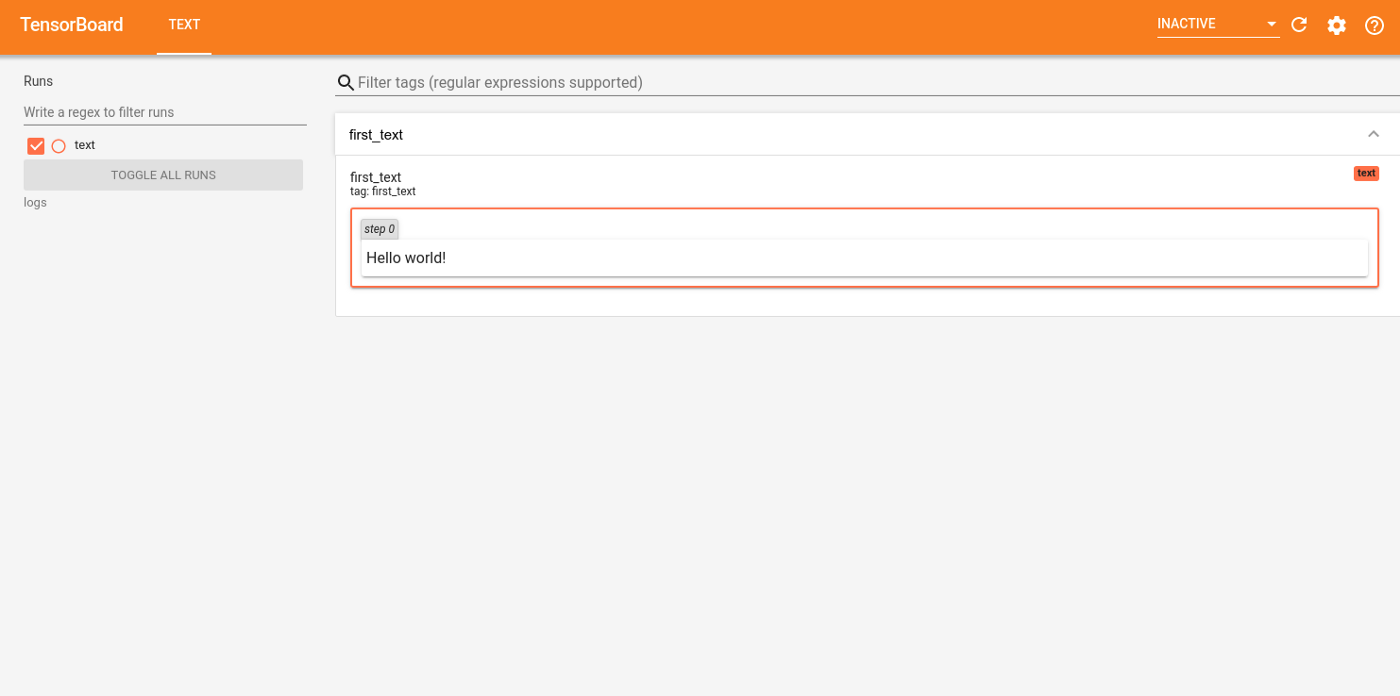 TensorBoard
TEXT
INACTIVE
Runs
Write a regex to filter runs
text
TOGGLE ALL RUNS
logs
Filter tags (regular expressions supported)
first_text
first_text
tag: first_text
text
step 0
Hello world!